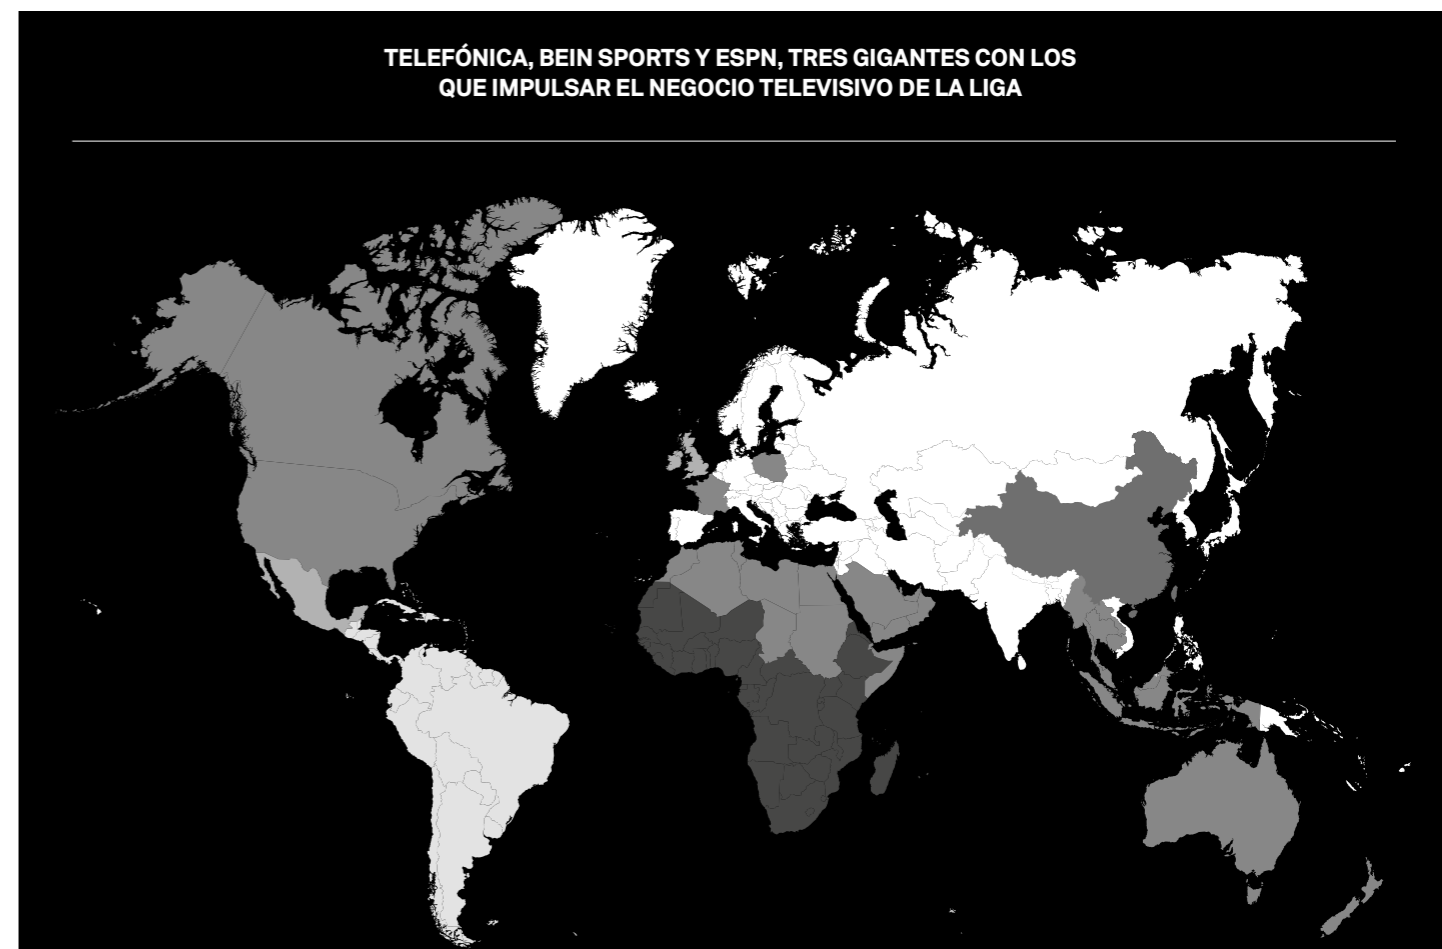 TELEFÓNICA, BEIN SPORTS Y ESPN, TRES GIGANTES CON LOS
QUE IMPULSAR EL NEGOCIO TELEVISIVO DE LA LIGA